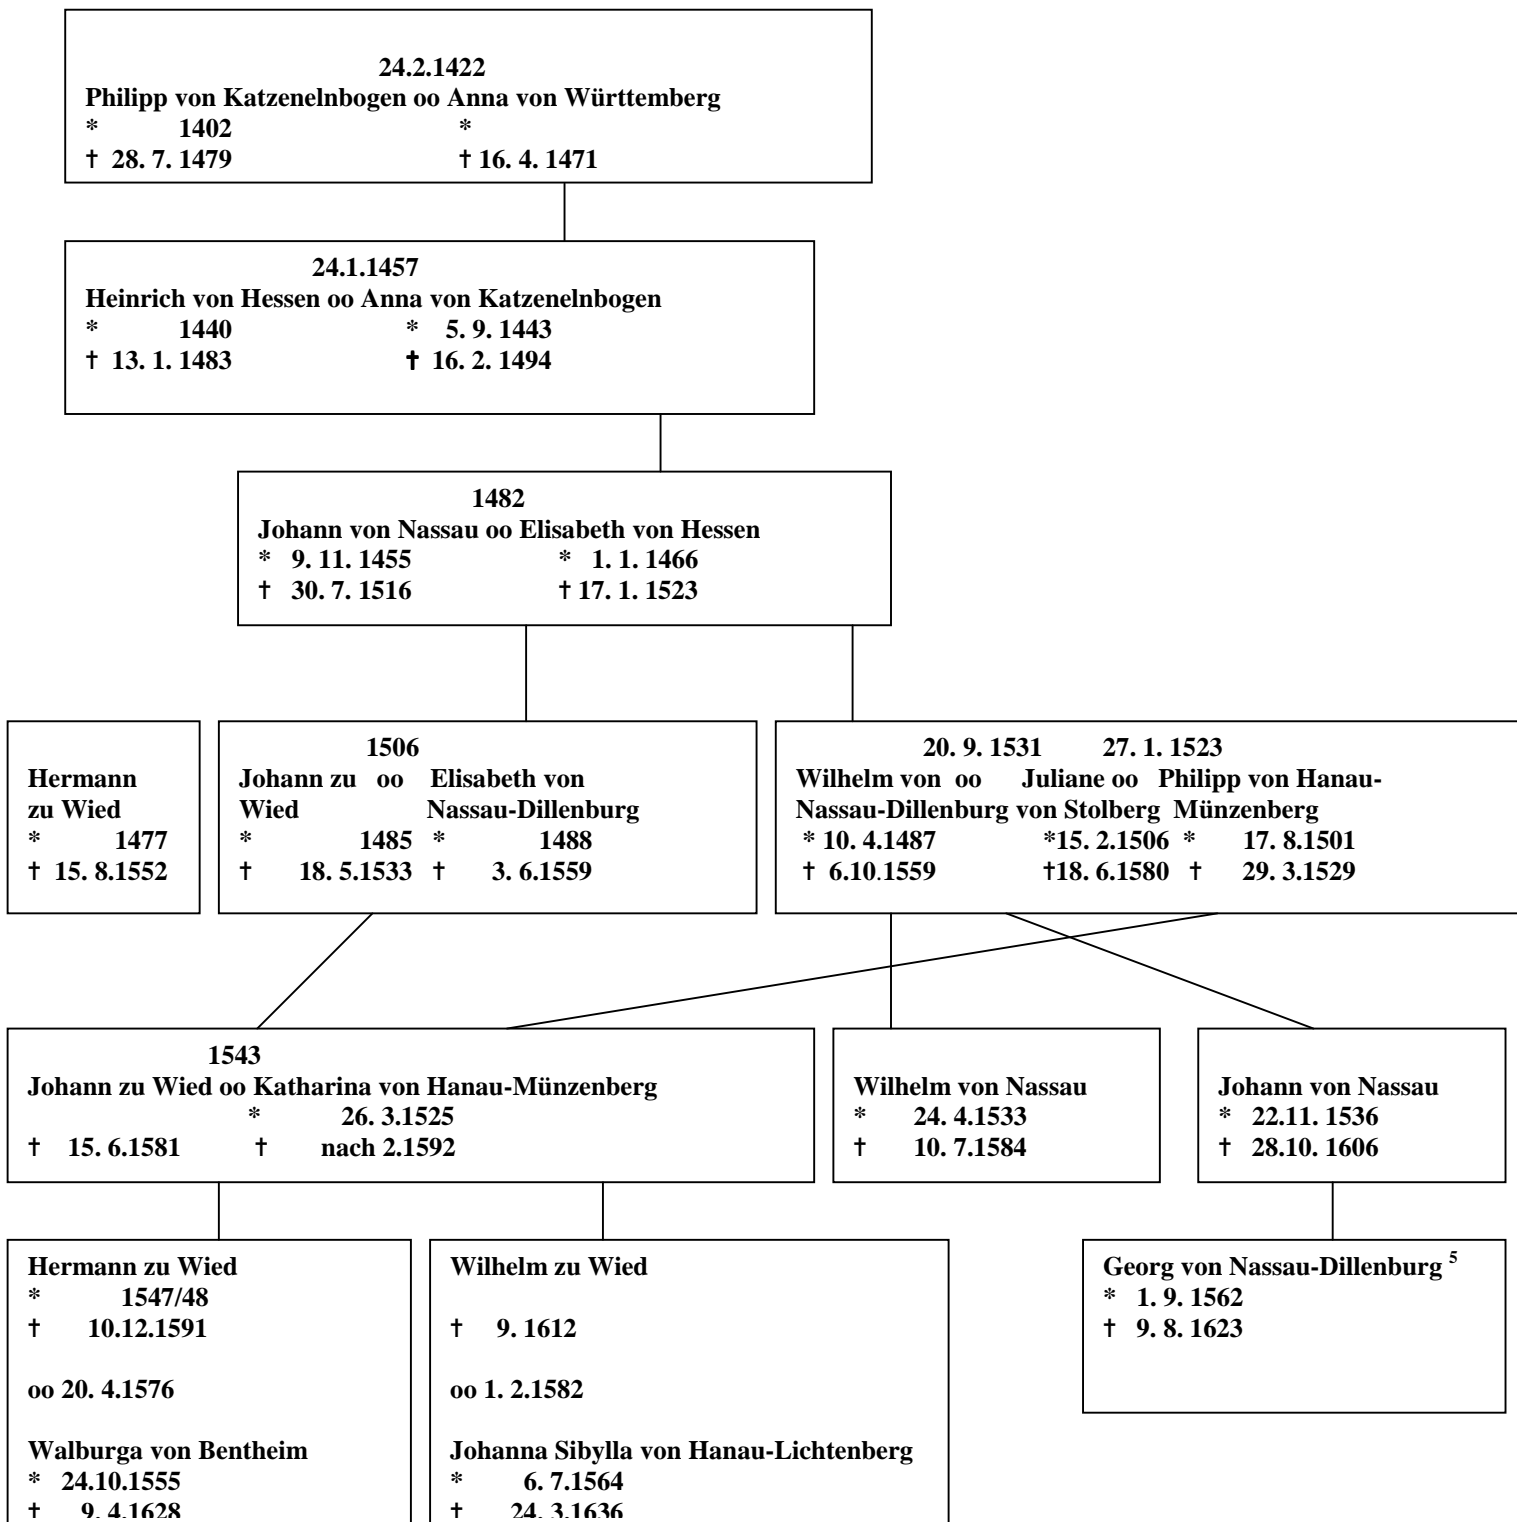 24.2.1422
Philipp von Katzenelnbogen oo Anna von Württemberg
* 1402 *
† 28. 7. 1479 † 16. 4. 1471
24.1.1457
Heinrich von Hessen oo Anna von Katzenelnbogen
* 1440 * 5. 9. 1443
† 13. 1. 1483 † 16. 2. 1494
1482
Johann von Nassau oo Elisabeth von Hessen
* 9. 11. 1455 * 1. 1. 1466
† 30. 7. 1516 † 17. 1. 1523
Hermann
zu Wied
* 1477
† 15. 8.1552
1506
Johann zu oo Elisabeth von
Wied Nassau-Dillenburg
* 1485 * 1488
† 18. 5.1533 † 3. 6.1559
20. 9. 1531 27. 1. 1523
Wilhelm von oo Juliane oo Philipp von Hanau-
Nassau-Dillenburg von Stolberg Münzenberg
* 10. 4.1487 *15. 2.1506 * 17. 8.1501
† 6.10.1559 †18. 6.1580 † 29. 3.1529
1543
Johann zu Wied oo Katharina von Hanau-Münzenberg
* 26. 3.1525
† 15. 6.1581 † nach 2.1592
Wilhelm von Nassau
* 24. 4.1533
† 10. 7.1584
Johann von Nassau
* 22.11. 1536
† 28.10. 1606
Hermann zu Wied
* 1547/48
† 10.12.1591
oo 20. 4.1576
Walburga von Bentheim
* 24.10.1555
† 9. 4.1628
Wilhelm zu Wied
† 9. 1612
oo 1. 2.1582
Johanna Sibylla von Hanau-Lichtenberg
* 6. 7.1564
† 24. 3.1636
Georg von Nassau-Dillenburg 5
* 1. 9. 1562
† 9. 8. 1623